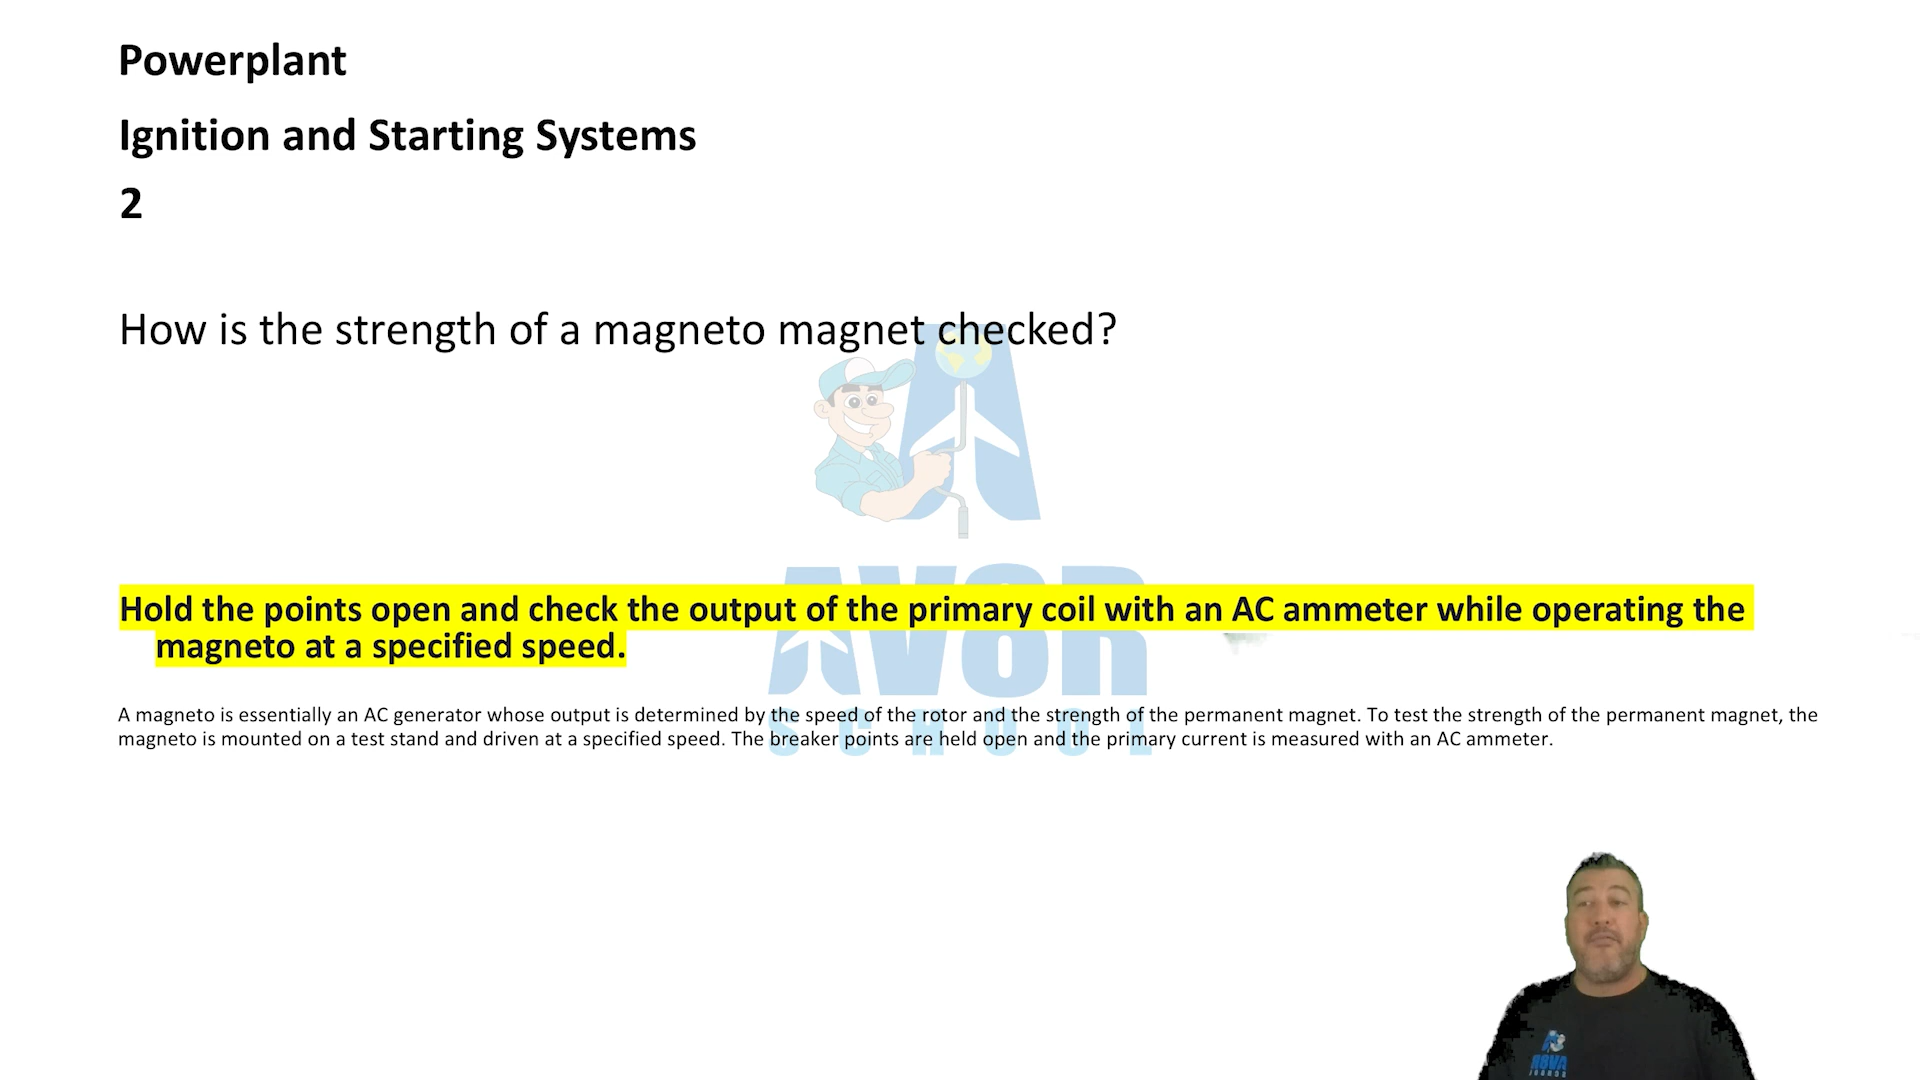 Powerplant
Ignition and Starting Systems
2
How is the strength of a magneto magnet checked?
Hold the points open and check the output of the primary coil with an AC ammeter while operating the
magneto at a specified speed.
AVOR
A magneto is essentially an AC generator whose output is determined by the speed of the rotor and the strength of the permanent magnet. To test the strength of the permanent magnet, the
magneto is mounted on a test stand and driven at a specified speed. The breaker points are held open and the primary current is measured with an AC ammeter.
SCHOOL